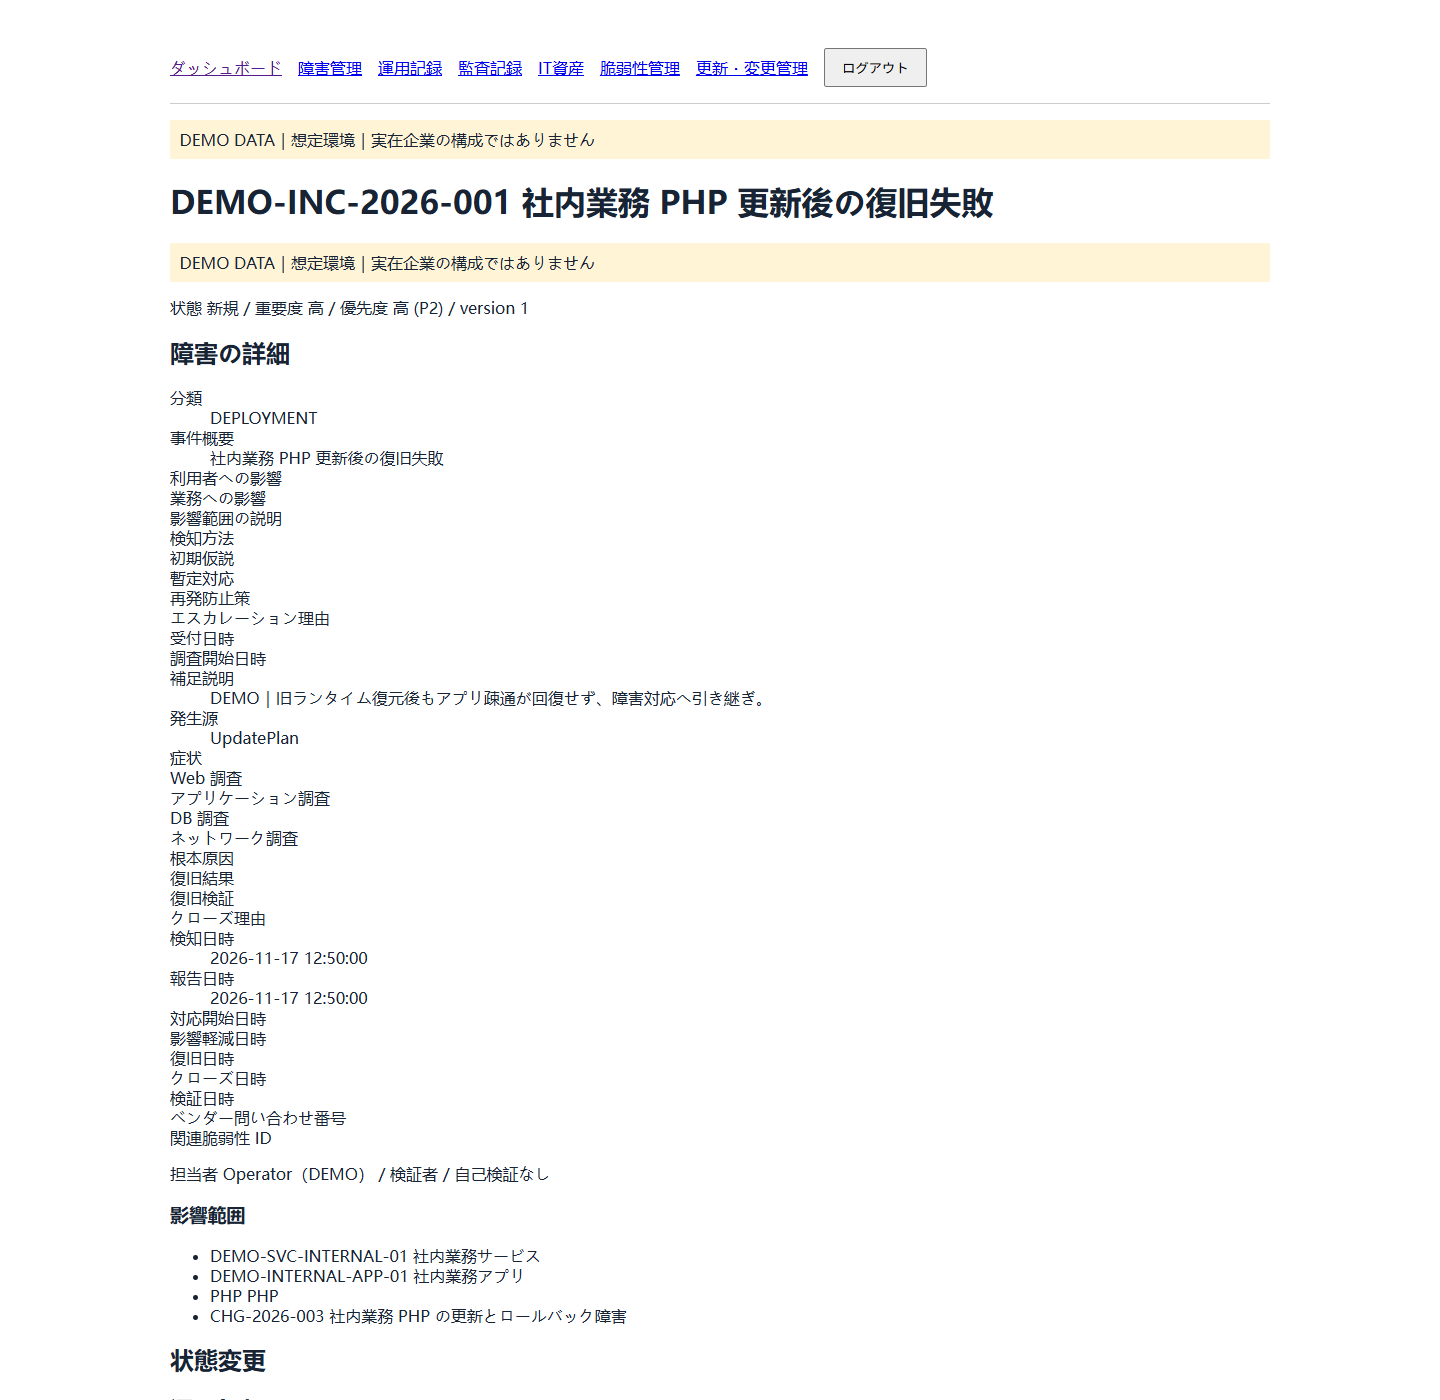 ダッシュボード 障害管理 運用記録 監査記録 IT資産 脆弱性管理 更新・変更管理 ログアウト
DEMO DATA | 想定環境 | 実在企業の構成ではありません
DEMO-INC-2026-001 社内業務 PHP 更新後の復旧失敗
DEMO DATA | 想定環境 | 実在企業の構成ではありません
状態 新規 / 重要度 高 / 優先度 高 (P2) / version 1
障害の詳細
分類
DEPLOYMENT
事件概要
社内業務 PHP 更新後の復旧失敗
利用者への影響
業務への影響
影響範囲の説明
検知方法
初期仮説
暫定対応
再発防止策
エスカレーション理由
受付日時
調査開始日時
補足説明
DEMO | 旧ランタイム復元後もアプリ疎通が回復せず、障害対応へ引き継ぎ。
発生源
UpdatePlan
症状
Web 調査
アプリケーション調査
DB 調査
ネットワーク調査
根本原因
復旧結果
復旧検証
クローズ理由
検知日時
2026-11-17 12:50:00
報告日時
2026-11-17 12:50:00
対応開始日時
影響軽減日時
復旧日時
クローズ日時
検証日時
ベンダー問い合わせ番号
関連脆弱性 ID
担当者 Operator（DEMO） / 検証者 / 自己検証なし
影響範囲
DEMO-SVC-INTERNAL-01 社内業務サービス
DEMO-INTERNAL-APP-01 社内業務アプリ
PHP PHP
CHG-2026-003 社内業務 PHP の更新とロールバック障害
状態変更